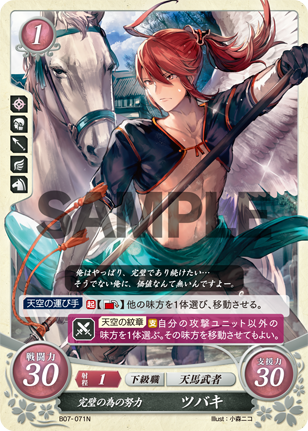 1
SAMPLE
俺はやっぱり、完璧であり続けたい…
そうでない俺に、価値なんて無いんですよー。
天空の運び手 起【】他の味方を1体選び、移動させる。
天空の紋章 支 自分の攻撃ユニット以外の
味方を1体選ぶ。その味方を移動させてもよい。
戦闘力
30
射程 1 下級職 天馬武者
支援力
30
完璧の為の努力 ツバキ
B07-071N
Illust:小森ニコ